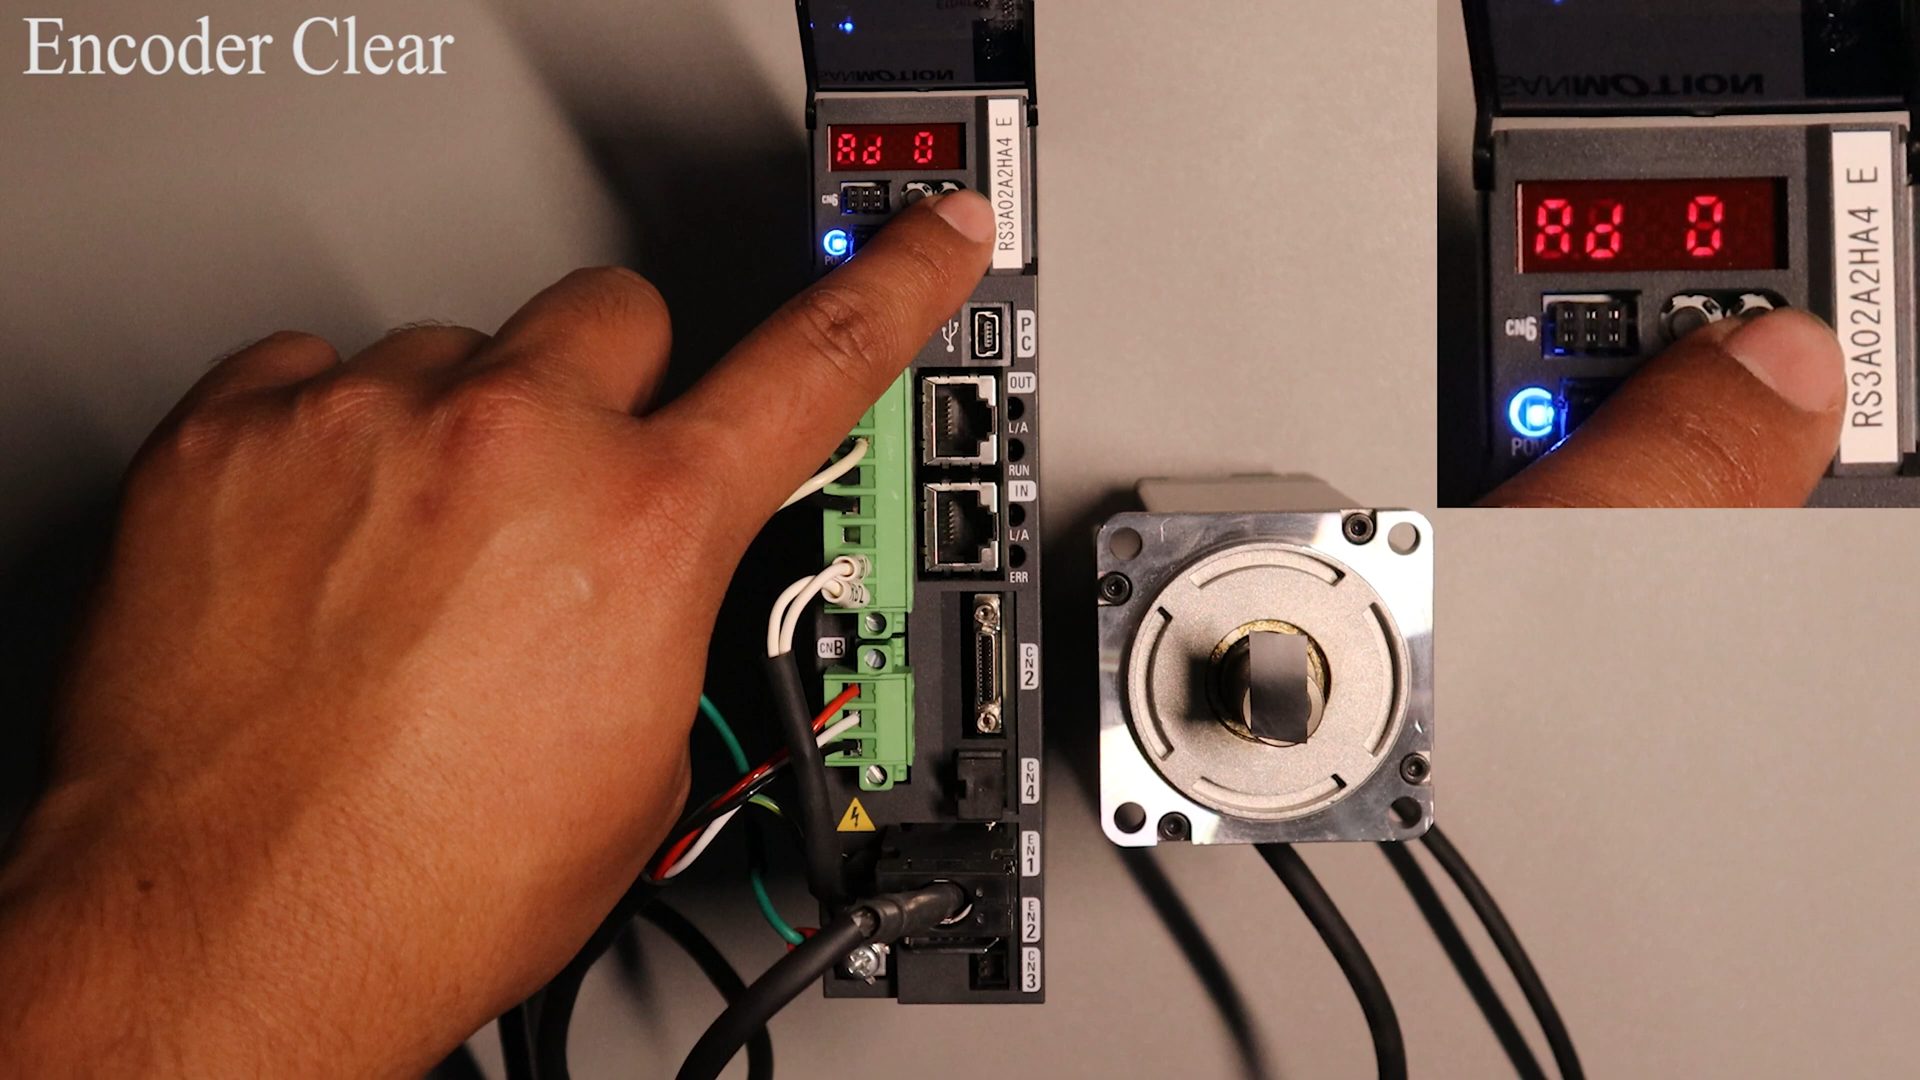 Encoder Clear
SANMOTION
Ad 0
RS3A02A2HA4 E
CN6
PC
OUT
L/A
RUN
IN
L/A
ERR
CNB
CN2
CN4
EN1
EN2
CN3
SANMOTION
Ad 0
RS3A02A2HA4 E
CN6